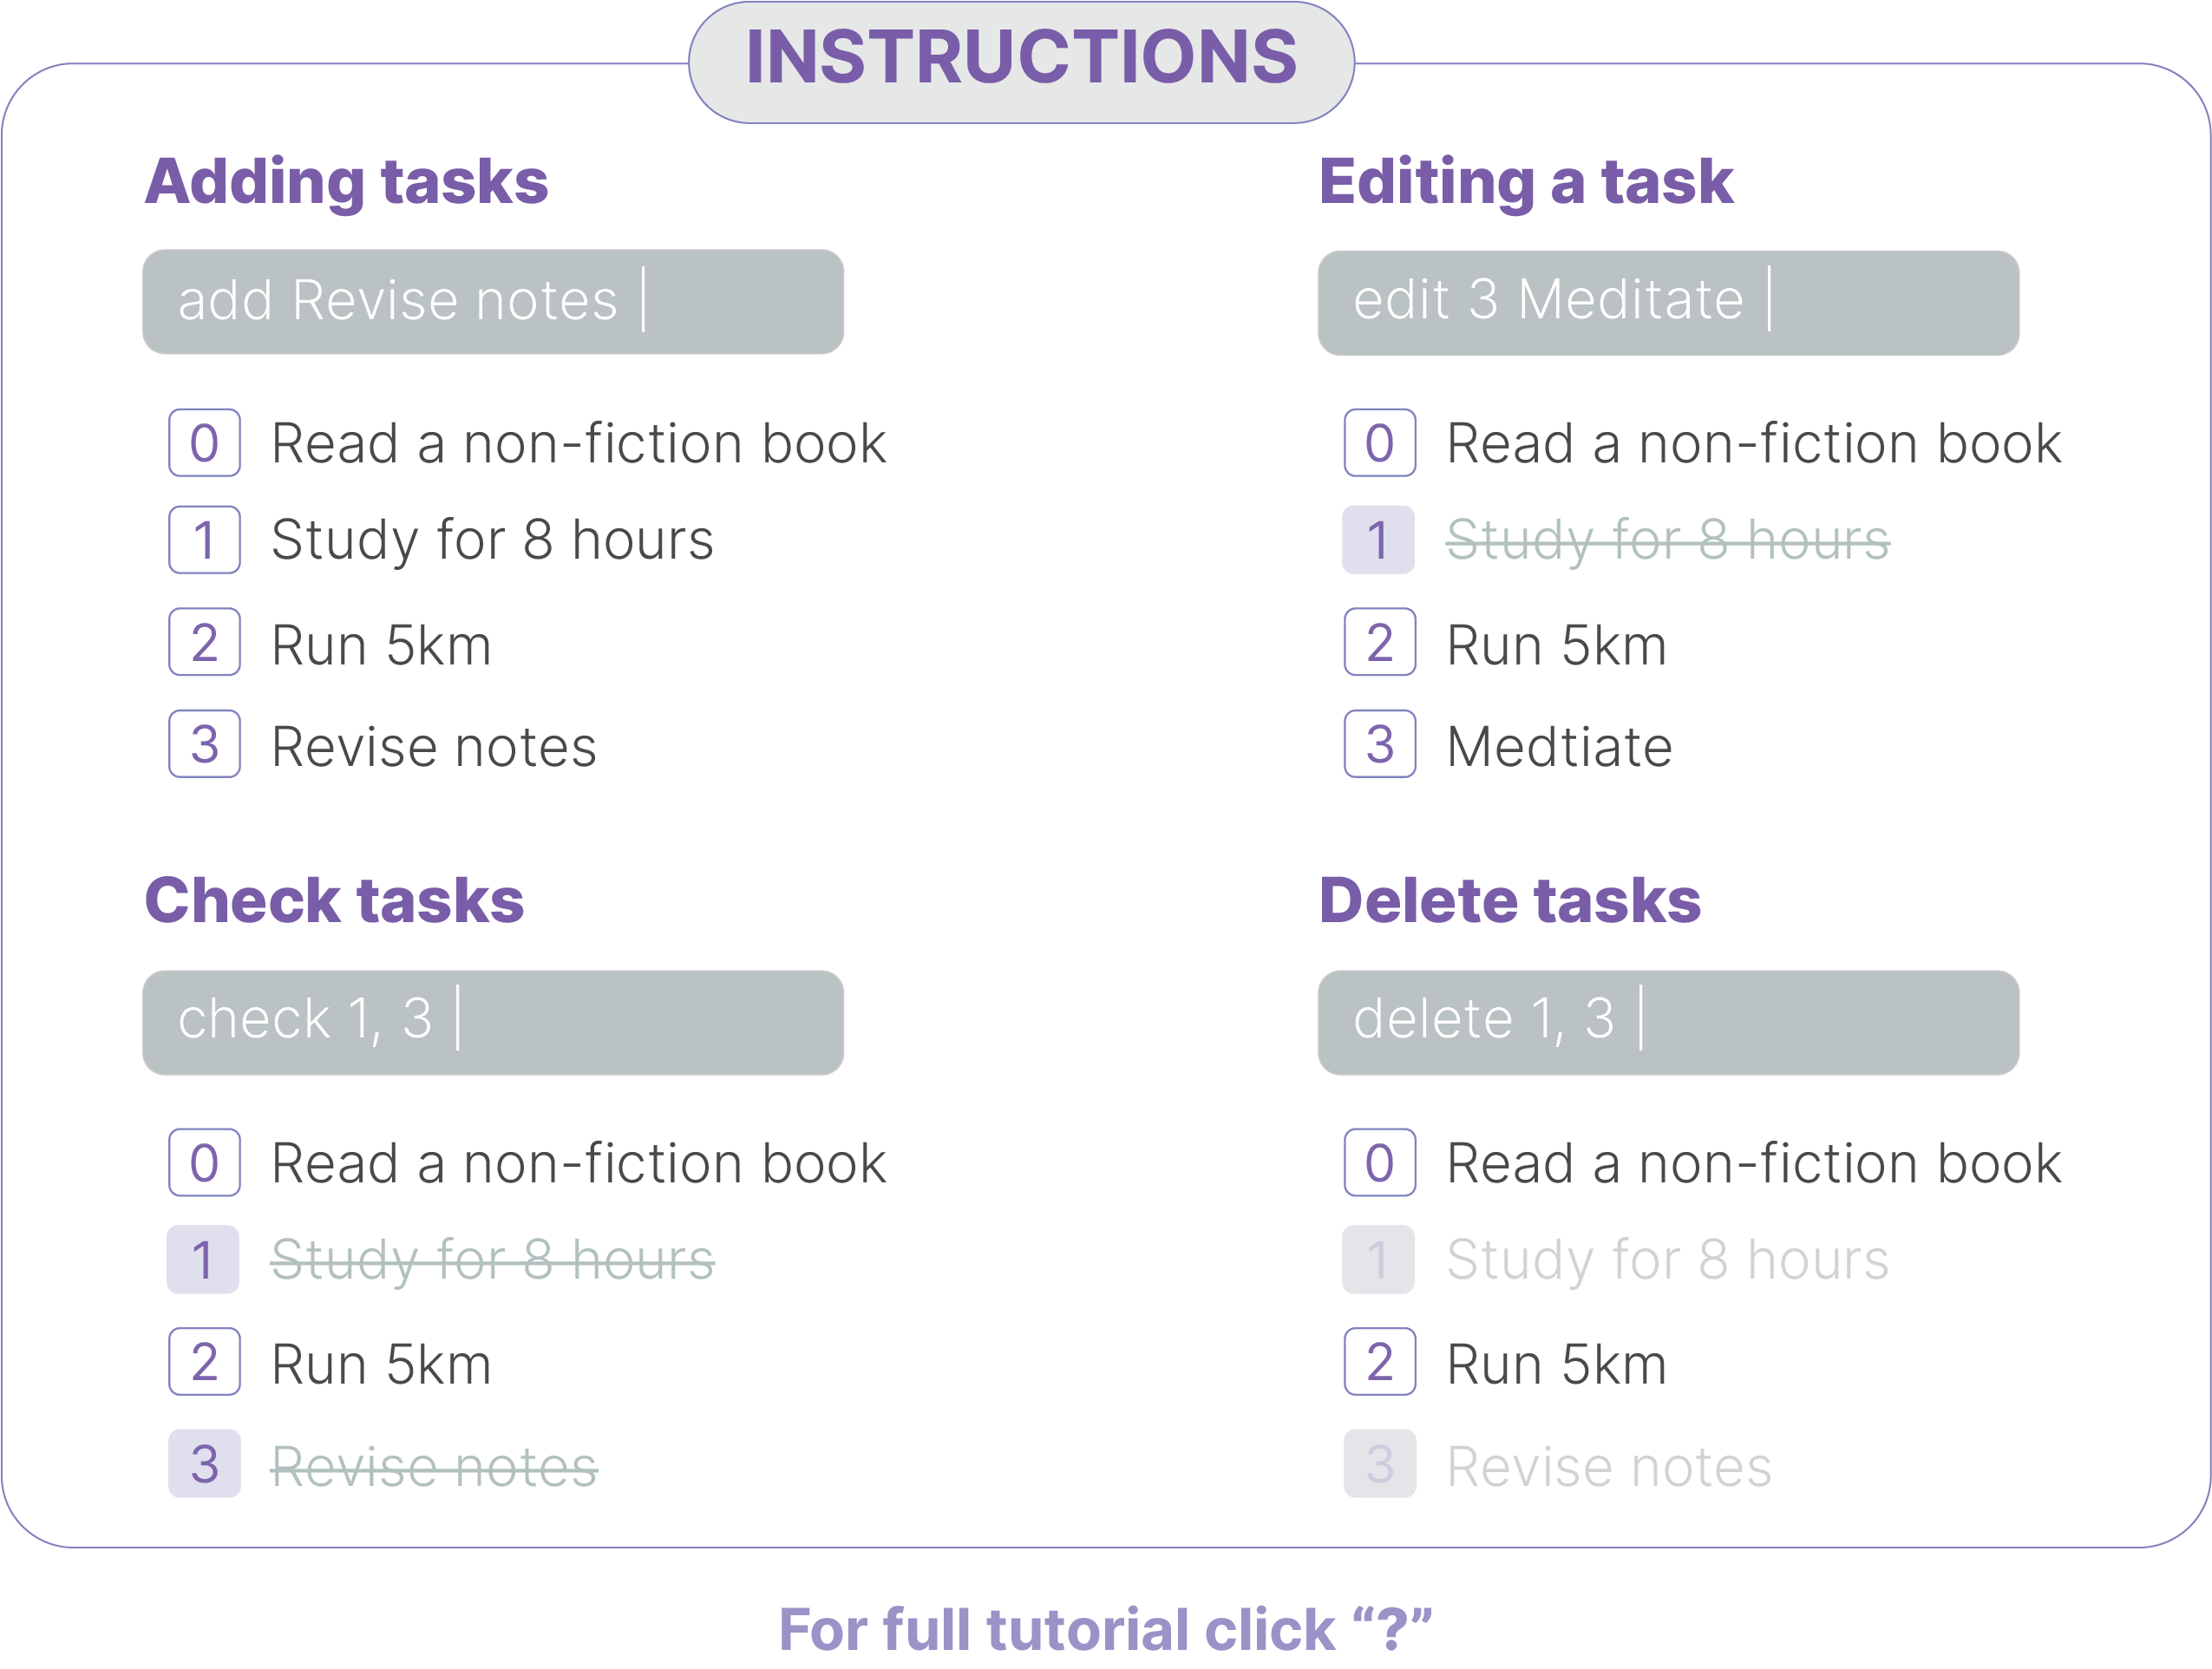 INSTRUCTIONS
Adding tasks
add Revise notes |
0 Read a non-fiction book
1 Study for 8 hours
2 Run 5km
3 Revise notes
Editing a task
edit 3 Meditate |
0 Read a non-fiction book
1 Study for 8 hours
2 Run 5km
3 Medtiate
Check tasks
check 1, 3 |
0 Read a non-fiction book
1 Study for 8 hours
2 Run 5km
3 Revise notes
Delete tasks
delete 1, 3 |
0 Read a non-fiction book
1 Study for 8 hours
2 Run 5km
3 Revise notes
For full tutorial click “?”